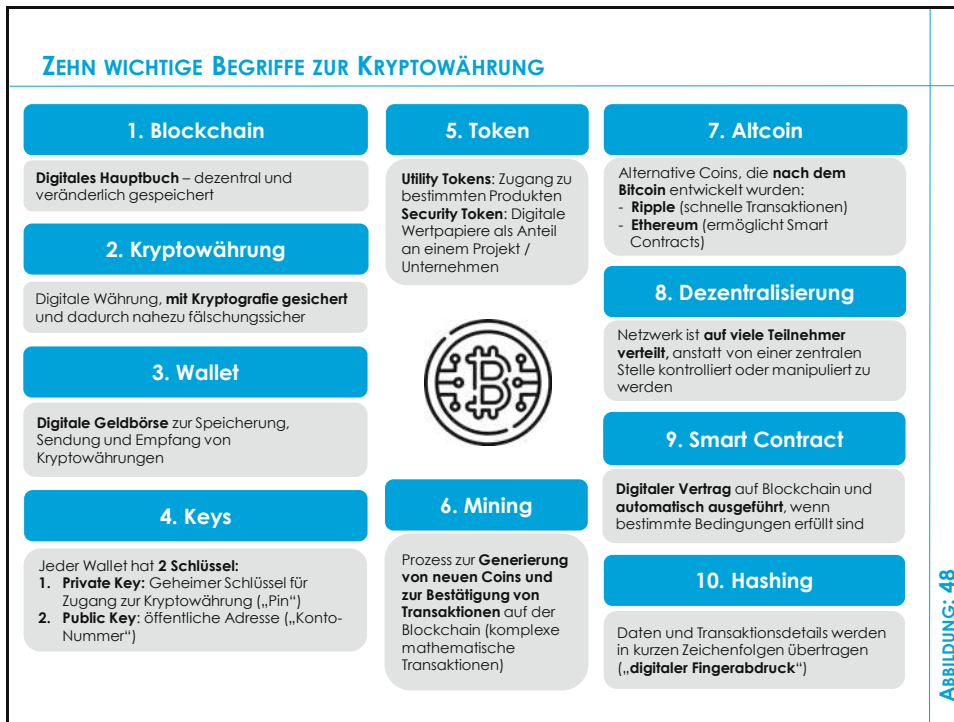 ZEHN WICHTIGE BEGRIFFE ZUR KRYPTOWÄHRUNG
1. Blockchain
Digitales Hauptbuch – dezentral und
veränderlich gespeichert
2. Kryptowährung
Digitale Währung, mit Kryptografie gesichert
und dadurch nahezu fälschungssicher
3. Wallet
Digitale Geldbörse zur Speicherung,
Sendung und Empfang von
Kryptowährungen
4. Keys
Jeder Wallet hat 2 Schlüssel:
1. Private Key: Geheimer Schlüssel für
Zugang zur Kryptowährung („Pin“)
2. Public Key: öffentliche Adresse („Konto-
Nummer“)
5. Token
Utility Tokens: Zugang zu
bestimmten Produkten
Security Token: Digitale
Wertpapiere als Anteil
an einem Projekt /
Unternehmen
6. Mining
Prozess zur Generierung
von neuen Coins und
zur Bestätigung von
Transaktionen auf der
Blockchain (komplexe
mathematische
Transaktionen)
7. Altcoin
Alternative Coins, die nach dem
Bitcoin entwickelt wurden:
- Ripple (schnelle Transaktionen)
- Ethereum (ermöglicht Smart
Contracts)
8. Dezentralisierung
Netzwerk ist auf viele Teilnehmer
verteilt, anstatt von einer zentralen
Stelle kontrolliert oder manipuliert zu
werden
9. Smart Contract
Digitaler Vertrag auf Blockchain und
automatisch ausgeführt, wenn
bestimmte Bedingungen erfüllt sind
10. Hashing
Daten und Transaktionsdetails werden
in kurzen Zeichenfolgen übertragen
(„digitaler Fingerabdruck“)
ABBILDUNG: 48